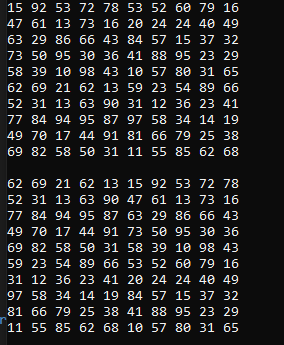 15 92 53 72 78 53 52 60 79 16
47 61 13 73 16 20 24 24 40 49
63 29 86 66 43 84 57 15 37 32
73 50 95 30 36 41 88 95 23 29
58 39 10 98 43 10 57 80 31 65
62 69 21 62 13 59 23 54 89 66
52 31 13 63 90 31 12 36 23 41
77 84 94 95 87 97 58 34 14 19
49 70 17 44 91 81 66 79 25 38
69 82 58 50 31 11 55 85 62 68

62 69 21 62 13 15 92 53 72 78
52 31 13 63 90 47 61 13 73 16
77 84 94 95 87 63 29 86 66 43
49 70 17 44 91 73 50 95 30 36
69 82 58 50 31 58 39 10 98 43
59 23 54 89 66 53 52 60 79 16
31 12 36 23 41 20 24 24 40 49
97 58 34 14 19 84 57 15 37 32
81 66 79 25 38 41 88 95 23 29
11 55 85 62 68 10 57 80 31 65